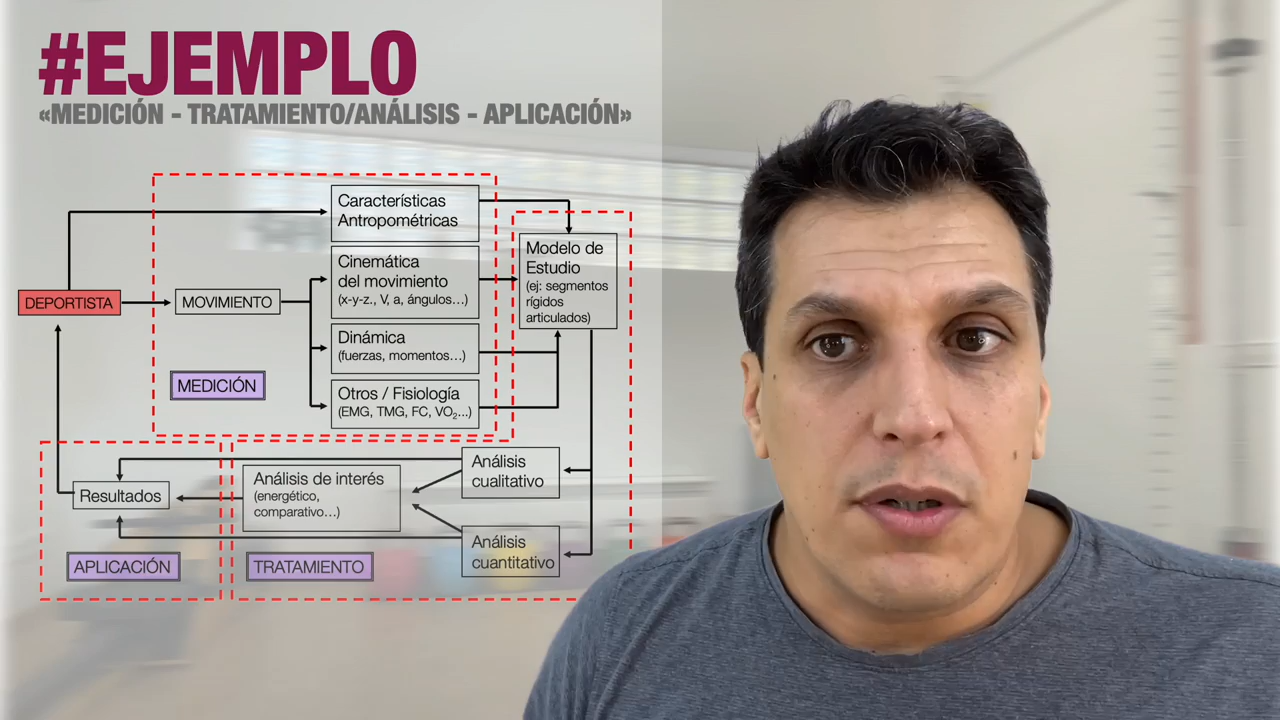 #EJEMPLO
«MEDICIÓN - TRATAMIENTO/ANÁLISIS - APLICACIÓN»
Características
Antropométricas
Cinemática
del movimiento
(x-y-z., V, a, ángulos...)
Modelo de
Estudio
(ej: segmentos
rígidos
articulados)
DEPORTISTA
MOVIMIENTO
Dinámica
(fuerzas, momentos...)
MEDICIÓN
Otros / Fisiología
(EMG, TMG, FC, VO₂...)
Análisis
cualitativo
Análisis de interés
(energético,
comparativo...)
Resultados
Análisis
cuantitativo
APLICACIÓN
TRATAMIENTO